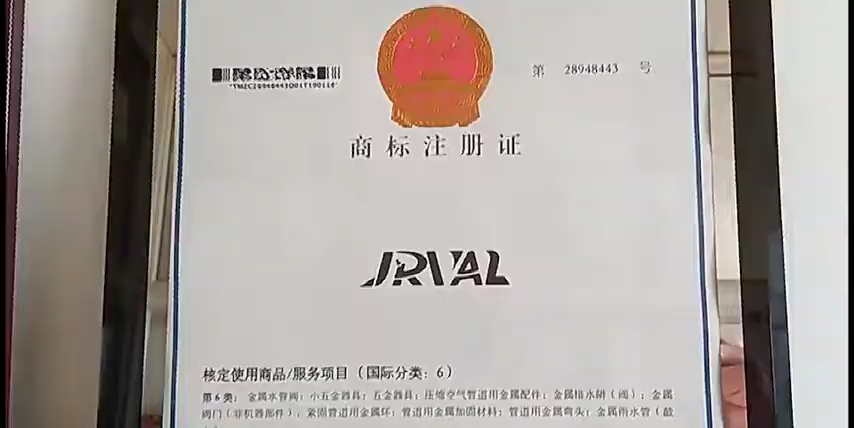 第 28948443 号
*TMZC28948443D01T190118*
商标注册证
JRVAL
核定使用商品/服务项目（国际分类：6）
第6类：金属水管阀；小五金器具；五金器具；压缩空气管道用金属配件；金属排水阱（阀）；金属
阀门（非机器部件）；紧固管道用金属环；管道用金属加固材料；管道用金属弯头；金属雨水管（截